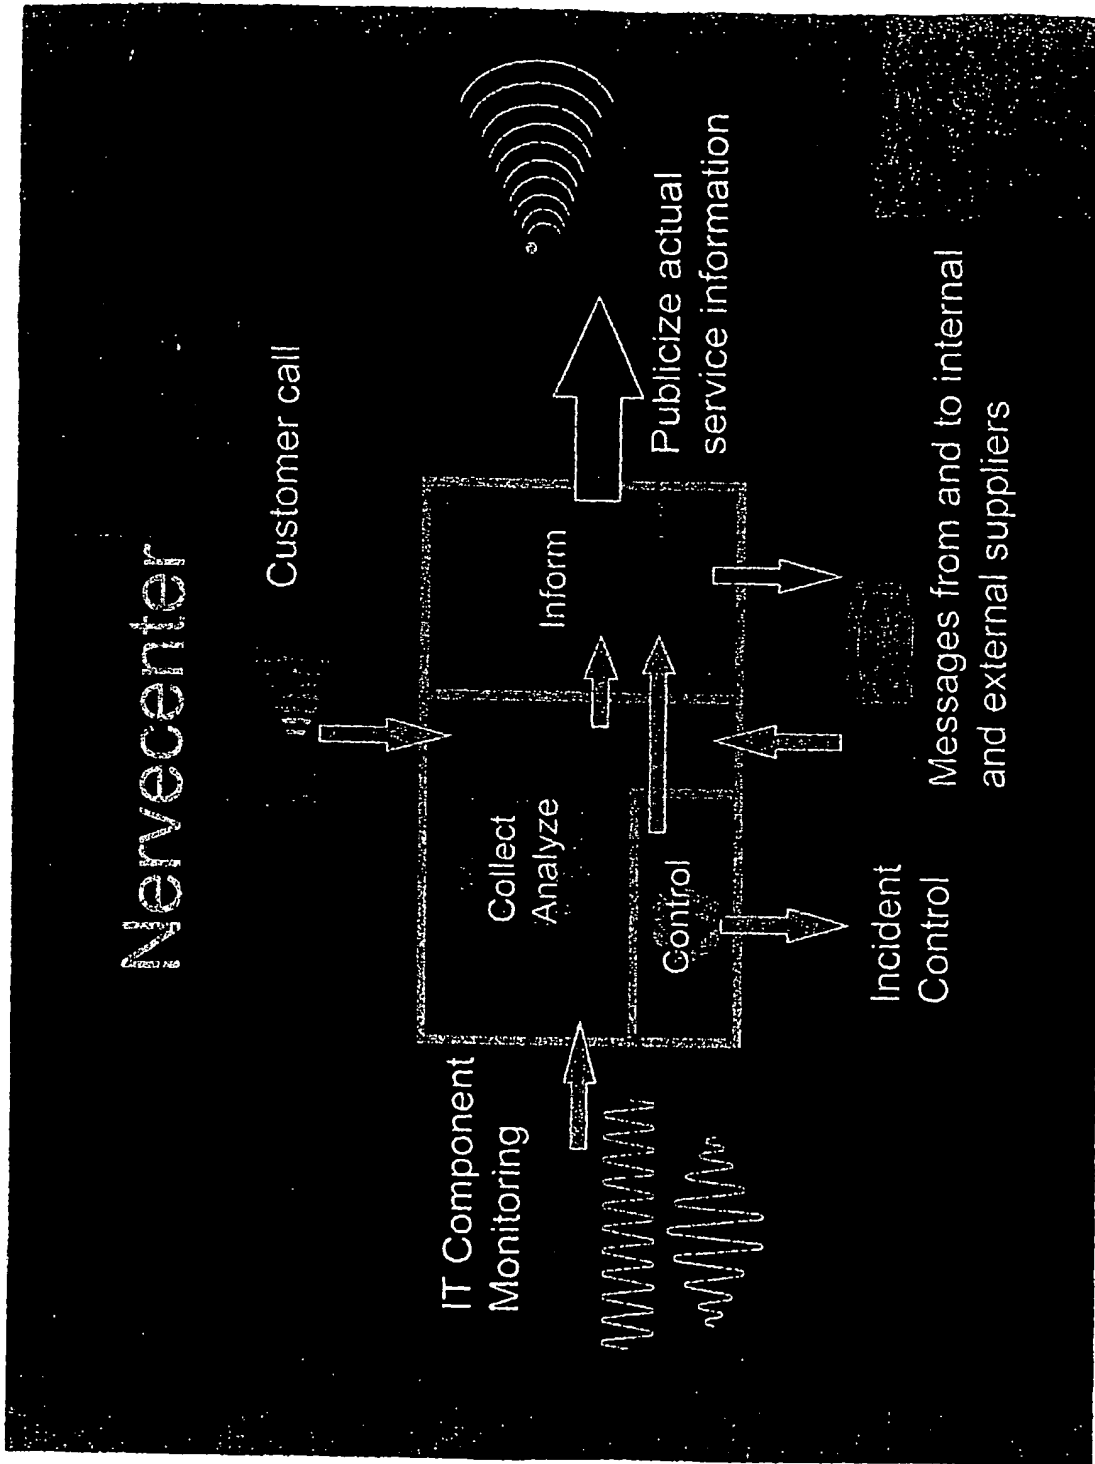 Nervecenter
Customer call
IT Component
Monitoring
Collect
Analyze
Inform
Control
Publicize actual
service information
Incident
Control
Messages from and to internal
and external suppliers